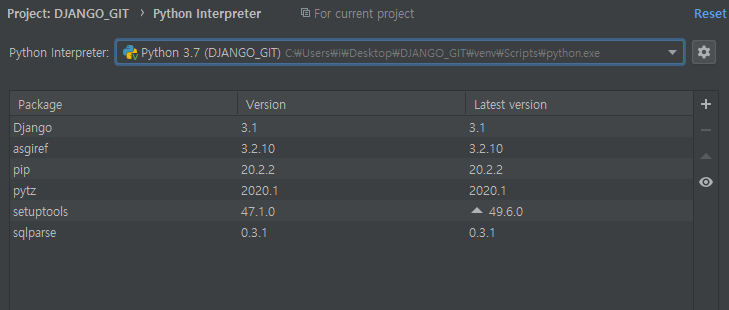 Project: DJANGO_GIT › Python Interpreter For current project Reset
Python Interpreter: Python 3.7 (DJANGO_GIT) C:₩Users₩i₩Desktop₩DJANGO_GIT₩venv₩Scripts₩python.exe
Package Version Latest version
Django 3.1 3.1
asgiref 3.2.10 3.2.10
pip 20.2.2 20.2.2
pytz 2020.1 2020.1
setuptools 47.1.0 49.6.0
sqlparse 0.3.1 0.3.1